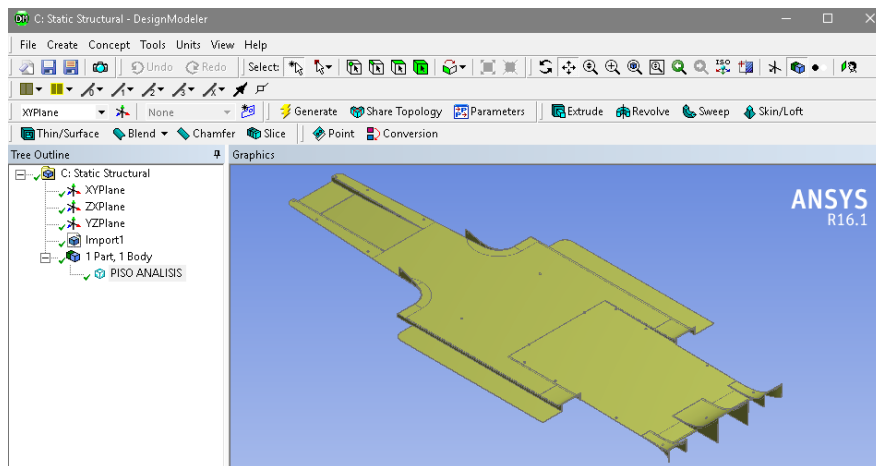 C: Static Structural - DesignModeler
File Create Concept Tools Units View Help
Undo Redo Select: ISO
XYPlane None Generate Share Topology Parameters Extrude Revolve Sweep Skin/Loft
Thin/Surface Blend Chamfer Slice Point Conversion
Tree Outline Graphics
C: Static Structural
XYPlane
ZXPlane
YZPlane
Import1
1 Part, 1 Body
PISO ANALISIS
ANSYS
R16.1